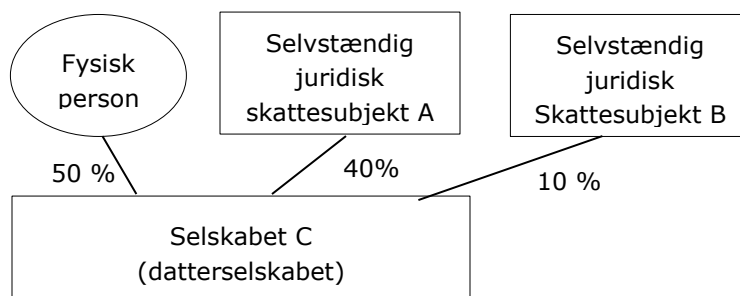 Fysisk
person
Selvstændig
juridisk
skattesubjekt A
Selvstændig
juridisk
Skattesubjekt B
50 %
40%
10 %
Selskabet C
(datterselskabet)